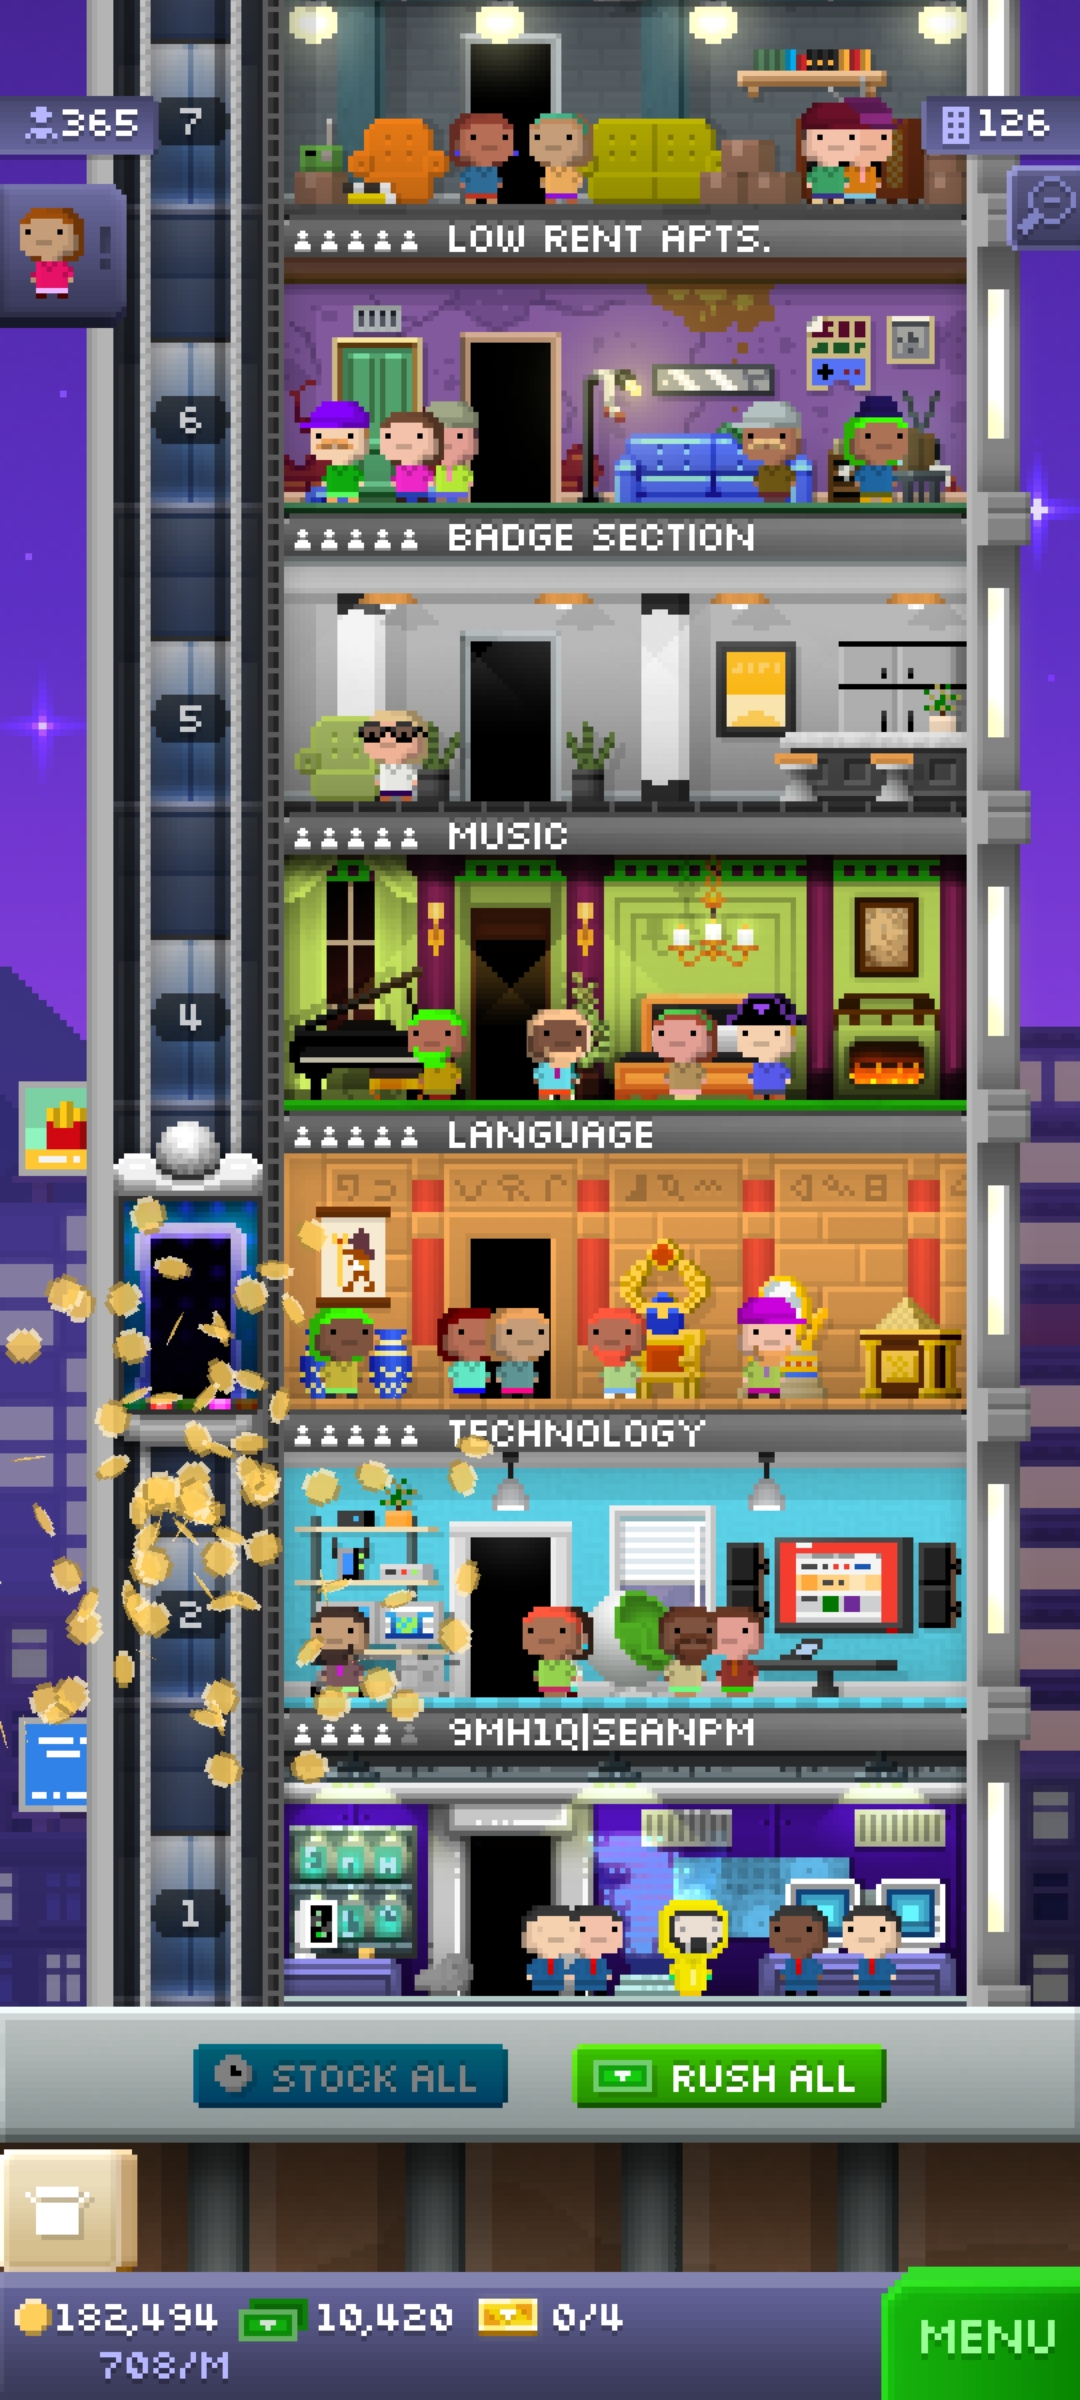 7
365
126
LOW RENT APTS.
6
BADGE SECTION
5
MUSIC
4
LANGUAGE
TECHNOLOGY
2
9MH1Q|SEANPM
1
STOCK ALL
RUSH ALL
182,494
10,420
0/4
708/M
MENU